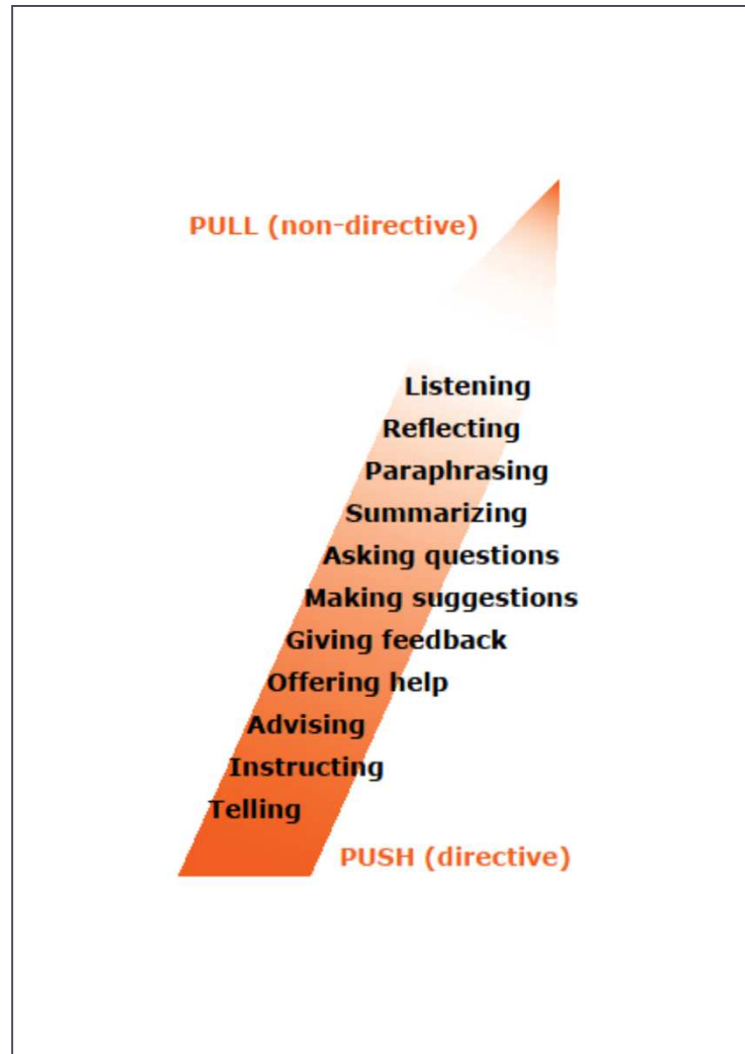 PULL (non-directive)
Listening
Reflecting
Paraphrasing
Summarizing
Asking questions
Making suggestions
Giving feedback
Offering help
Advising
Instructing
Telling
PUSH (directive)